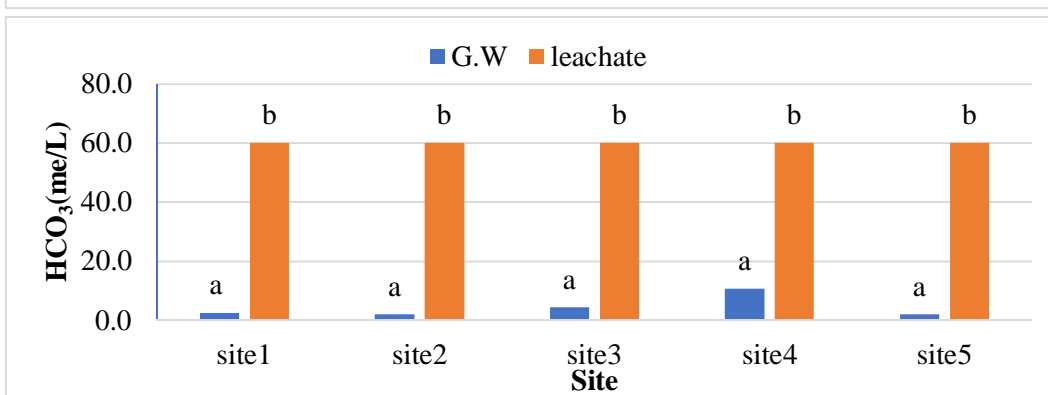 G.W leachate
80.0
60.0
40.0
20.0
0.0
HCO₃(me/L)
a b a b a b a b a b
site1 site2 site3 site4 site5
Site